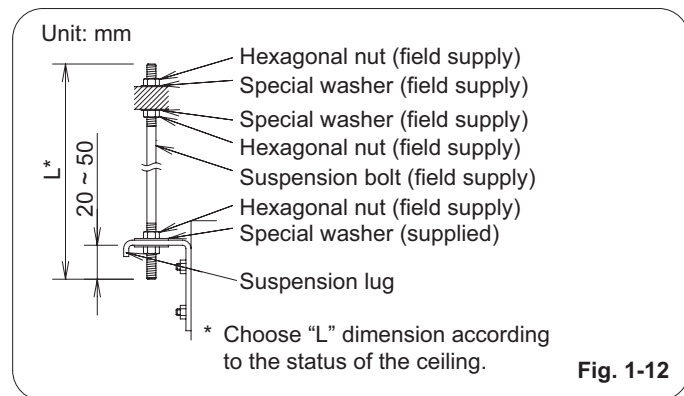 Unit: mm
Hexagonal nut (field supply)
Special washer (field supply)
Special washer (field supply)
Hexagonal nut (field supply)
Suspension bolt (field supply)
Hexagonal nut (field supply)
Special washer (supplied)
Suspension lug
L*
20 ~ 50
* Choose “L” dimension according
to the status of the ceiling.
Fig. 1-12